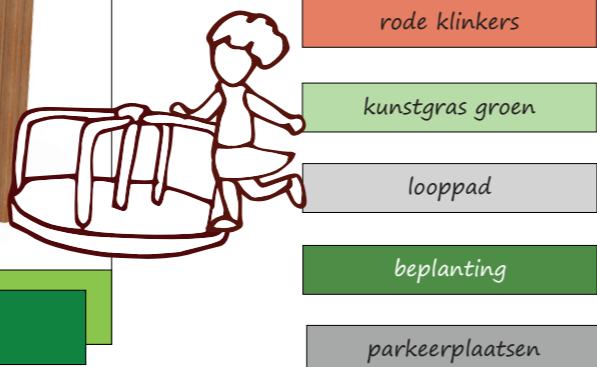 rode klinkers
kunstgras groen
looppad
beplanting
parkeerplaatsen